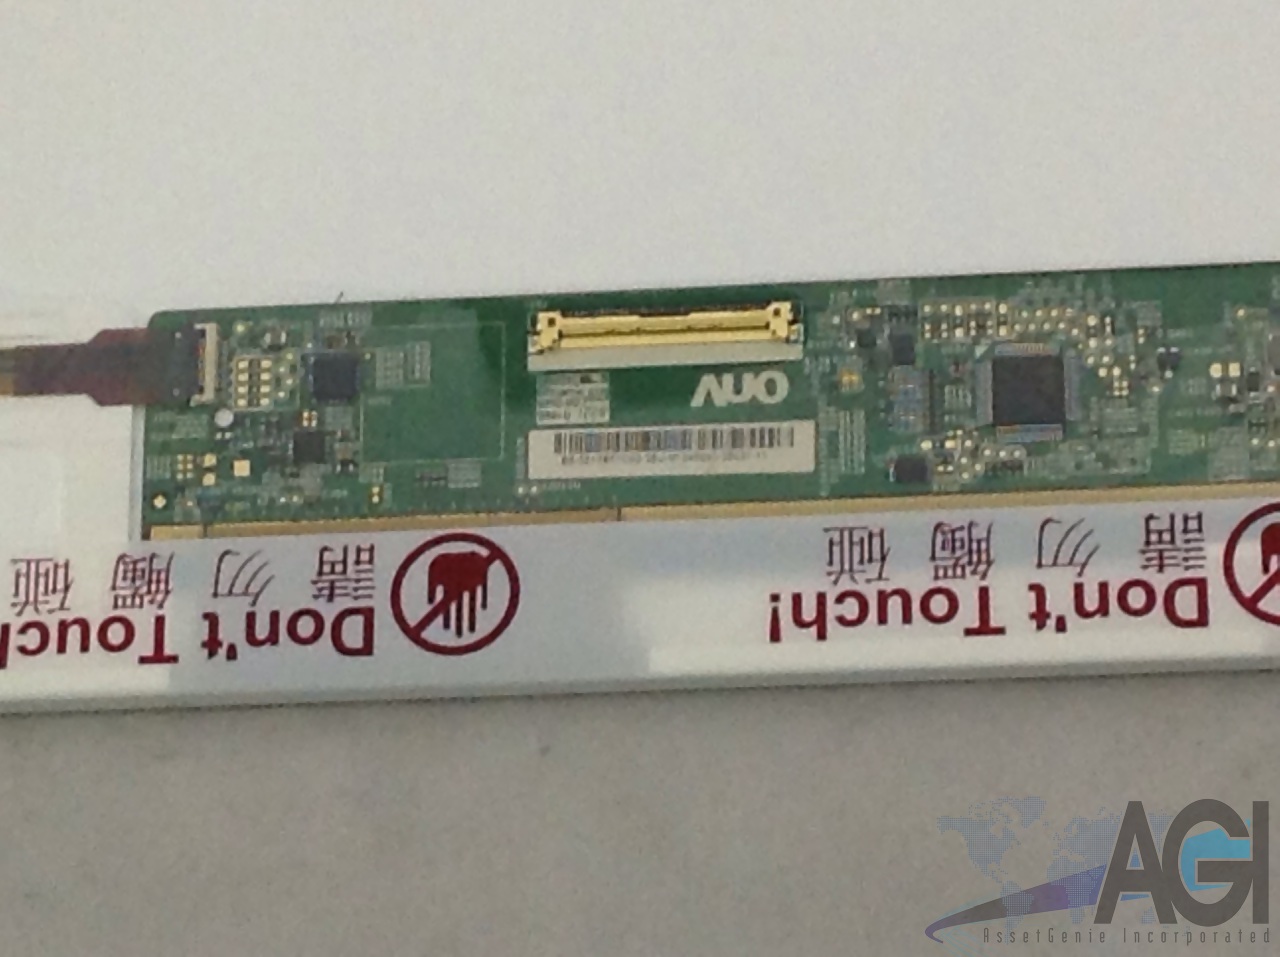 AUO
請勿觸碰
Don't Touch!
請勿觸碰
Don't Touch!
AGI
AssetGenie Incorporated